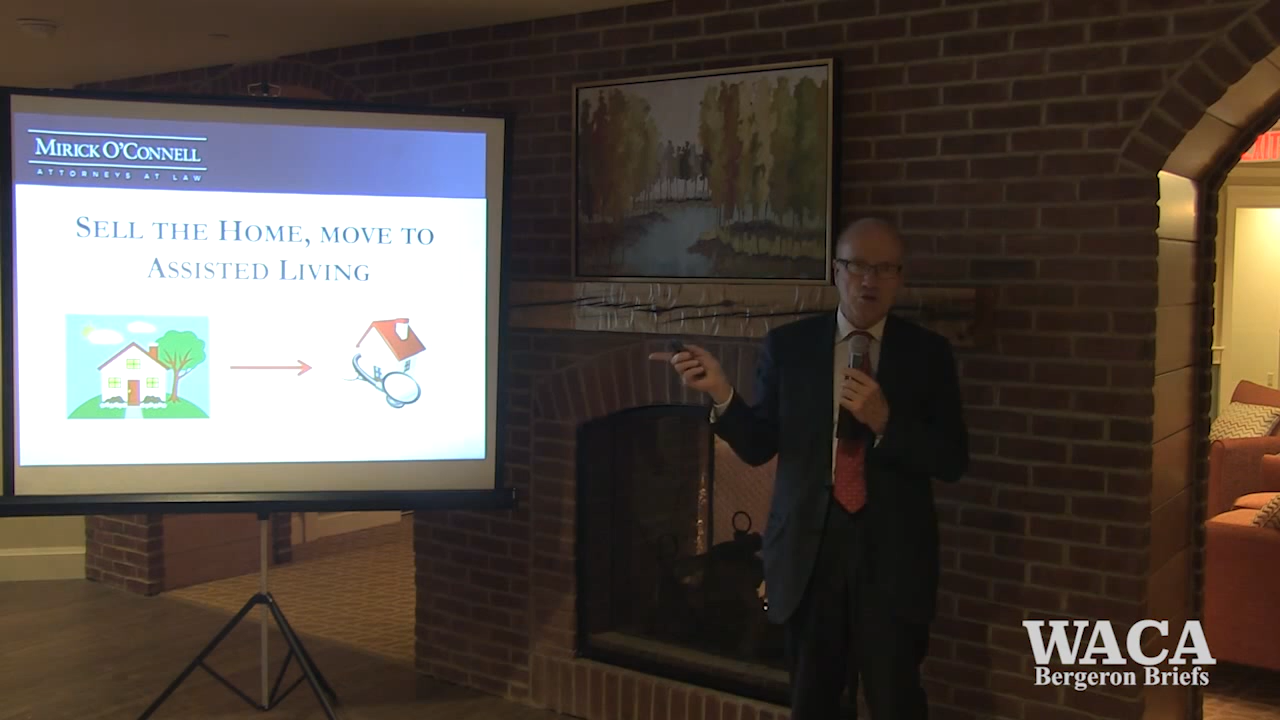 MIRICK O'CONNELL
ATTORNEYS AT LAW
SELL THE HOME, MOVE TO
ASSISTED LIVING
WACA
Bergeron Briefs